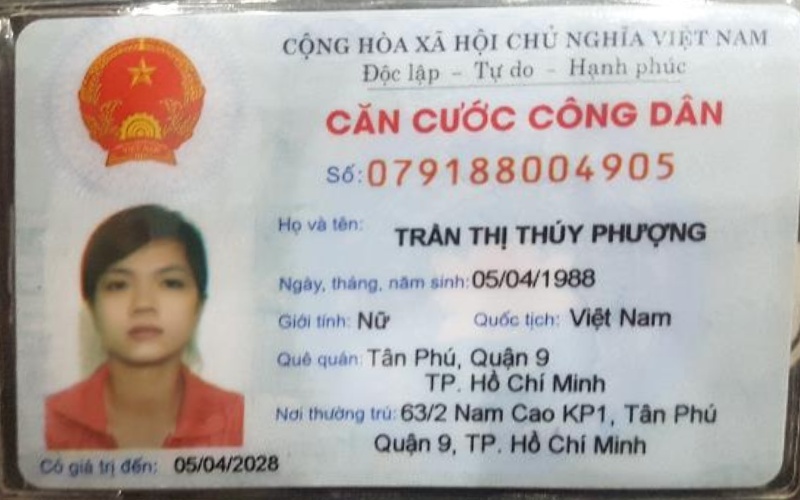 CỘNG HÒA XÃ HỘI CHỦ NGHĨA VIỆT NAM
Độc lập – Tự do – Hạnh phúc
CĂN CƯỚC CÔNG DÂN
Số: 079188004905
Họ và tên: TRẦN THỊ THÚY PHƯỢNG
Ngày, tháng, năm sinh: 05/04/1988
Giới tính: Nữ Quốc tịch: Việt Nam
Quê quán: Tân Phú, Quận 9
TP. Hồ Chí Minh
Nơi thường trú: 63/2 Nam Cao KP1, Tân Phú
Quận 9, TP. Hồ Chí Minh
Có giá trị đến: 05/04/2028